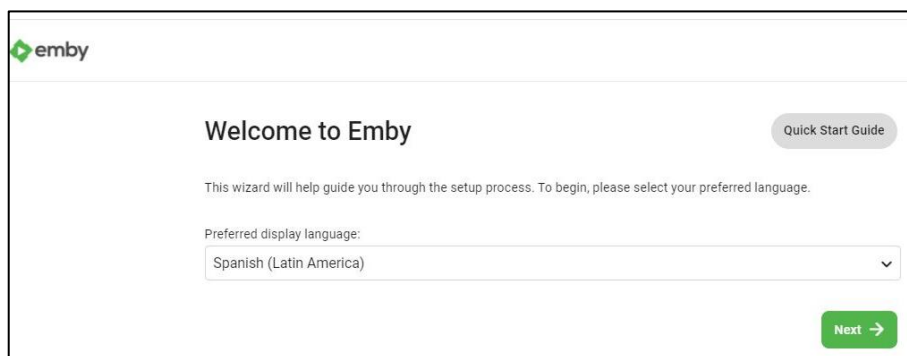 emby
Welcome to Emby
Quick Start Guide
This wizard will help guide you through the setup process. To begin, please select your preferred language.
Preferred display language:
Spanish (Latin America)
Next